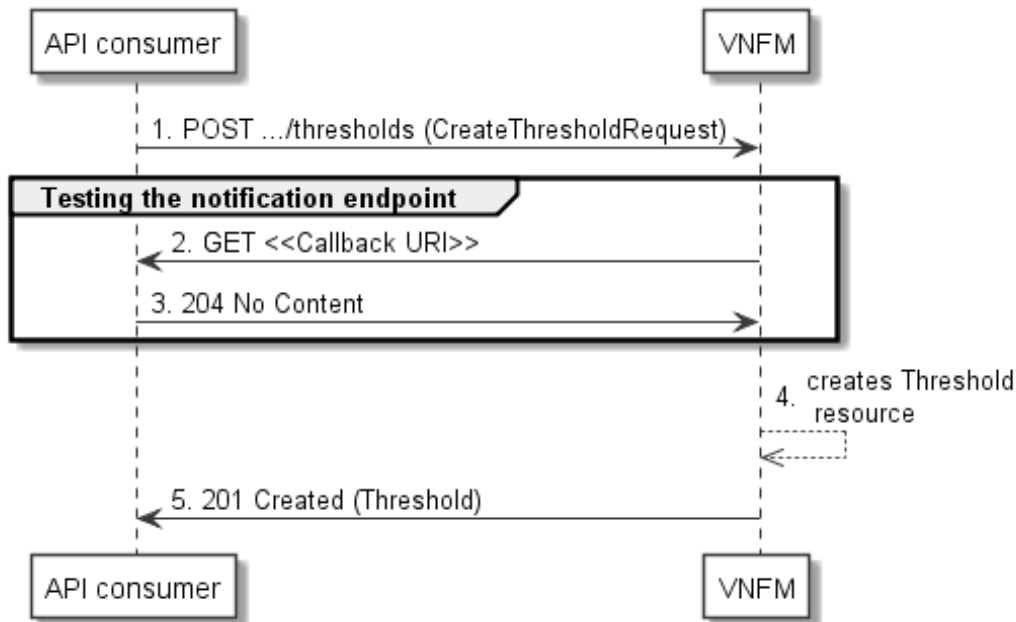 API consumer
VNFM
1. POST .../thresholds (CreateThresholdRequest)
Testing the notification endpoint
2. GET <<Callback URI>>
3. 204 No Content
4. creates Threshold
resource
5. 201 Created (Threshold)
API consumer
VNFM